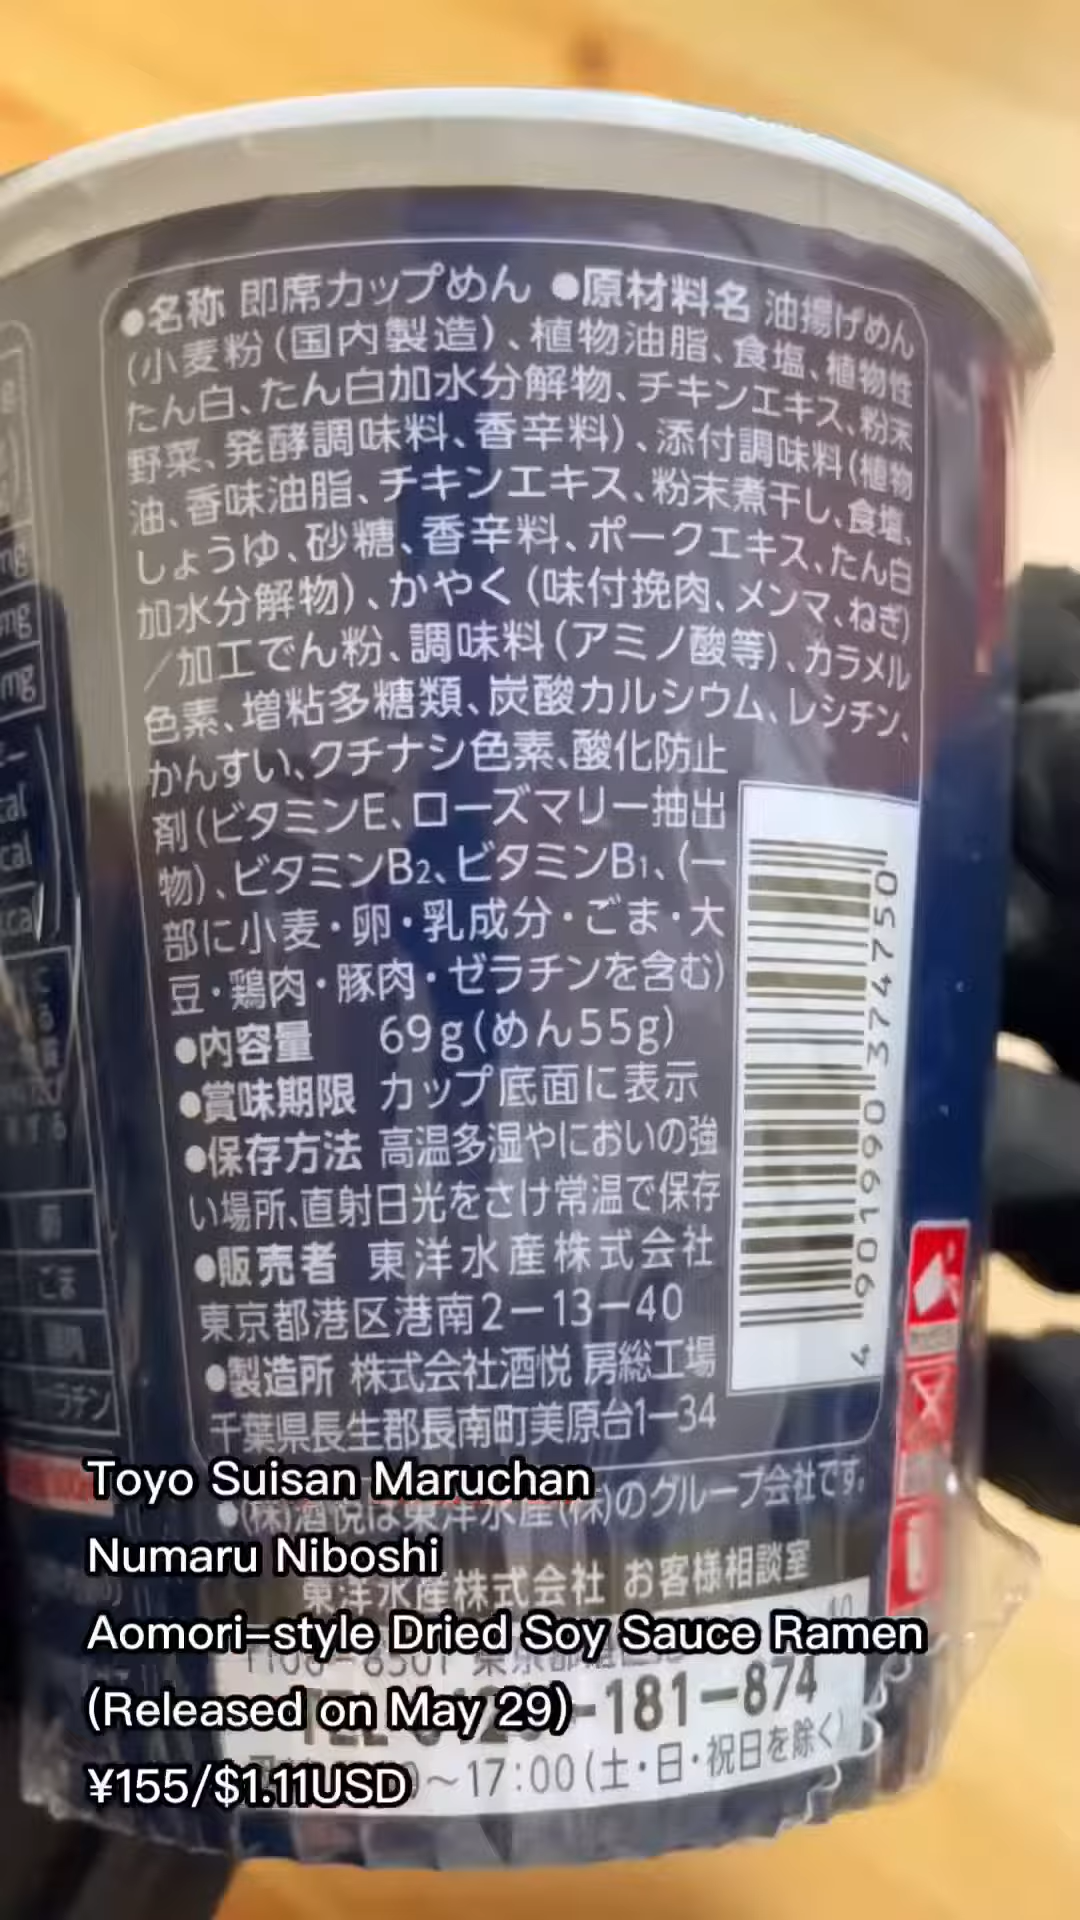 ●名称 即席カップめん ●原材料名 油揚げめん
(小麦粉(国内製造)、植物油脂、食塩、植物性
たん白、たん白加水分解物、チキンエキス、粉末
野菜、発酵調味料、香辛料)、添付調味料(植物
油、香味油脂、チキンエキス、粉末煮干し、食塩、
しょうゆ、砂糖、香辛料、ポークエキス、たん白
加水分解物)、かやく(味付挽肉、メンマ、ねぎ)
/加工でん粉、調味料(アミノ酸等)、カラメル
色素、増粘多糖類、炭酸カルシウム、レシチン、
かんすい、クチナシ色素、酸化防止
剤(ビタミンE、ローズマリー抽出
物)、ビタミンB2、ビタミンB1、(一
部に小麦・卵・乳成分・ごま・大
豆・鶏肉・豚肉・ゼラチンを含む)
●内容量 69g(めん55g)
●賞味期限 カップ底面に表示
●保存方法 高温多湿やにおいの強
い場所、直射日光をさけ常温で保存
●販売者 東洋水産株式会社
東京都港区港南2-13-40
●製造所 株式会社酒悦 房総工場
千葉県長生郡長南町美原台1-34
●(株)酒悦は東洋水産(株)のグループ会社です。
東洋水産株式会社 お客様相談室
-181-874
~17:00(土・日・祝日を除く)
4 901990 374750
mg
mg
mg
cal
cal
kcal
卵
ごま
ラチン
Toyo Suisan Maruchan
Numaru Niboshi
Aomori-style Dried Soy Sauce Ramen
(Released on May 29)
¥155/$1.11USD